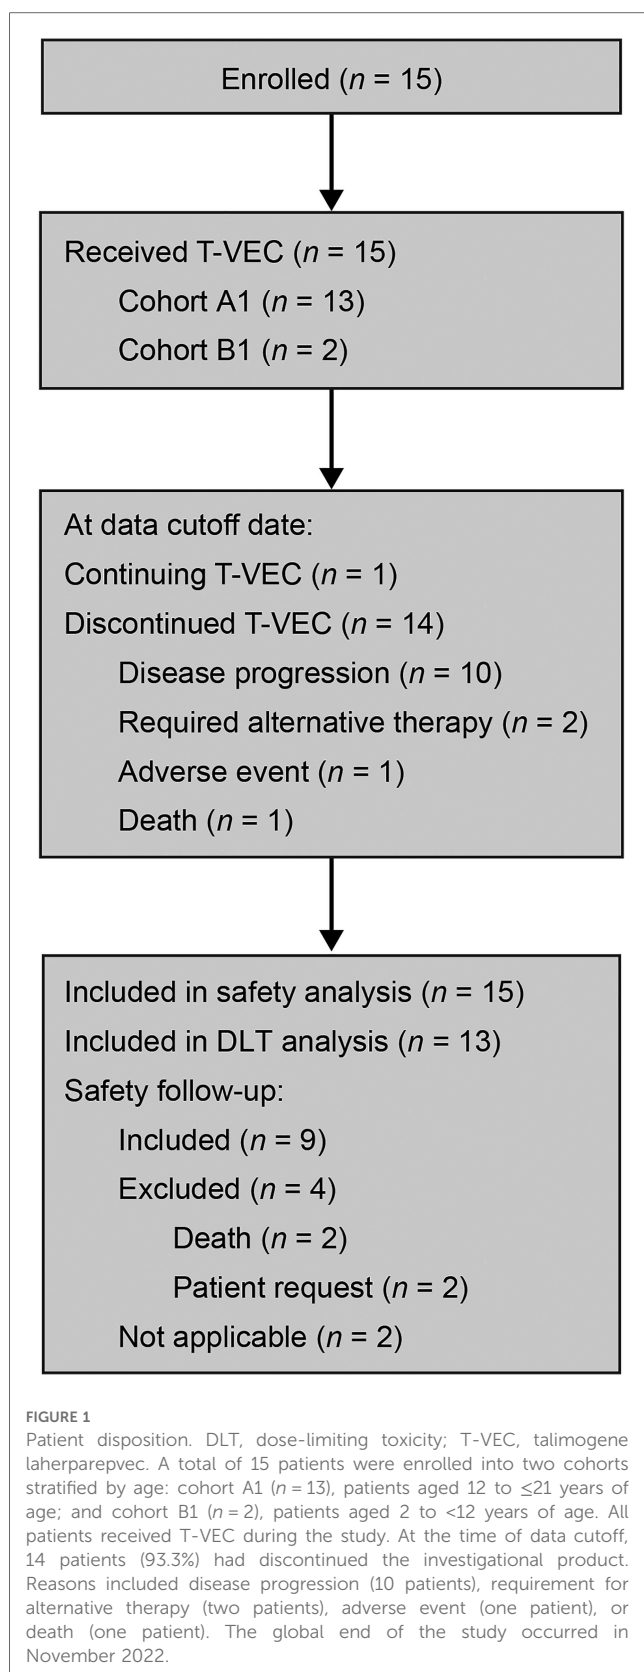 Enrolled (n = 15)
Received T-VEC (n = 15)
Cohort A1 (n = 13)
Cohort B1 (n = 2)
At data cutoff date:
Continuing T-VEC (n = 1)
Discontinued T-VEC (n = 14)
Disease progression (n = 10)
Required alternative therapy (n = 2)
Adverse event (n = 1)
Death (n = 1)
Included in safety analysis (n = 15)
Included in DLT analysis (n = 13)
Safety follow-up:
Included (n = 9)
Excluded (n = 4)
Death (n = 2)
Patient request (n = 2)
Not applicable (n = 2)
FIGURE 1
Patient disposition. DLT, dose-limiting toxicity; T-VEC, talimogene
laherparepvec. A total of 15 patients were enrolled into two cohorts
stratified by age: cohort A1 (n = 13), patients aged 12 to ≤21 years of
age; and cohort B1 (n = 2), patients aged 2 to <12 years of age. All
patients received T-VEC during the study. At the time of data cutoff,
14 patients (93.3%) had discontinued the investigational product.
Reasons included disease progression (10 patients), requirement for
alternative therapy (two patients), adverse event (one patient), or
death (one patient). The global end of the study occurred in
November 2022.